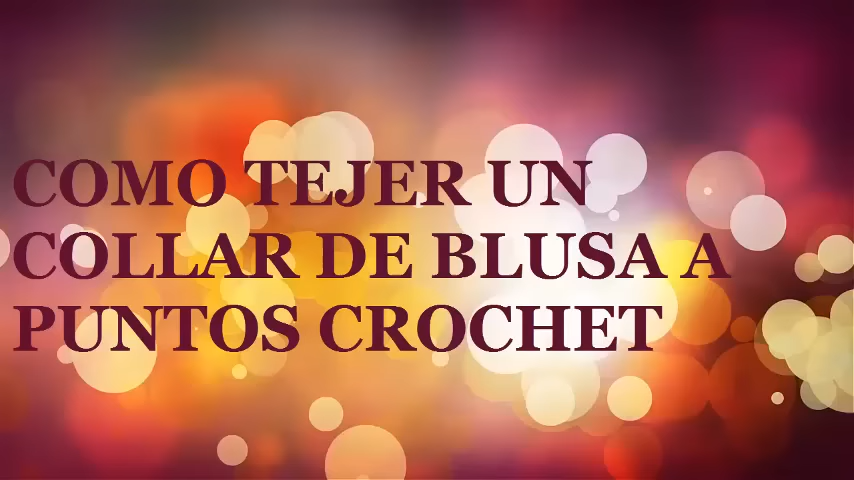 COMO TEJER UN
COLLAR DE BLUSA A
PUNTOS CROCHET